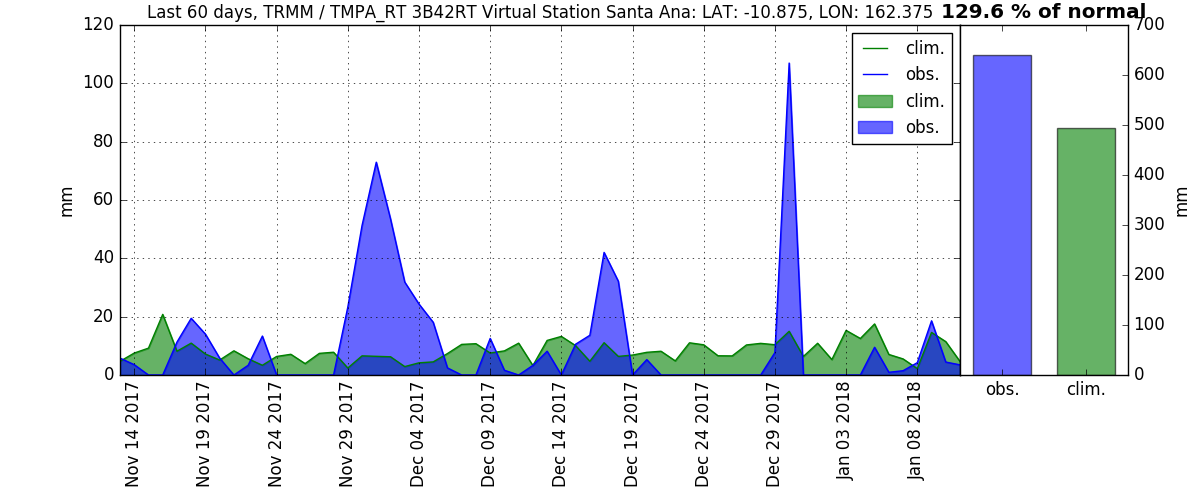 Last 60 days, TRMM / TMPA_RT 3B42RT Virtual Station Santa Ana: LAT: -10.875, LON: 162.375 129.6 % of normal
120
100
80
60
40
20
0
mm
clim.
obs.
clim.
obs.
700
600
500
400
300
200
100
0
mm
obs.
clim.
Nov 14 2017
Nov 19 2017
Nov 24 2017
Nov 29 2017
Dec 04 2017
Dec 09 2017
Dec 14 2017
Dec 19 2017
Dec 24 2017
Dec 29 2017
Jan 03 2018
Jan 08 2018